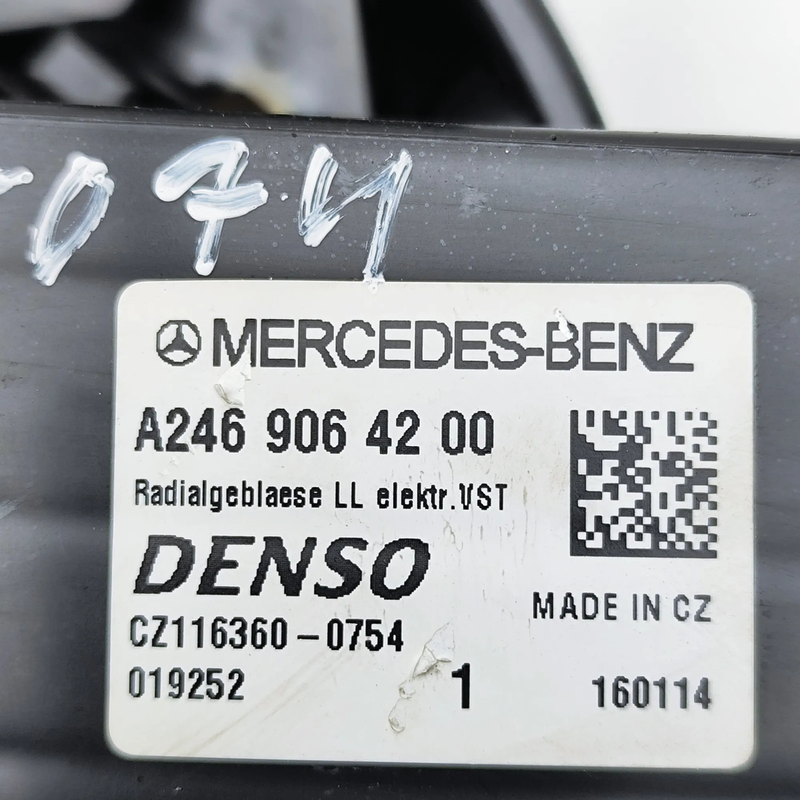 074
MERCEDES-BENZ
A246 906 42 00
Radialgeblaese LL elektr.VST
DENSO
MADE IN CZ
CZ116360-0754
019252 1 160114